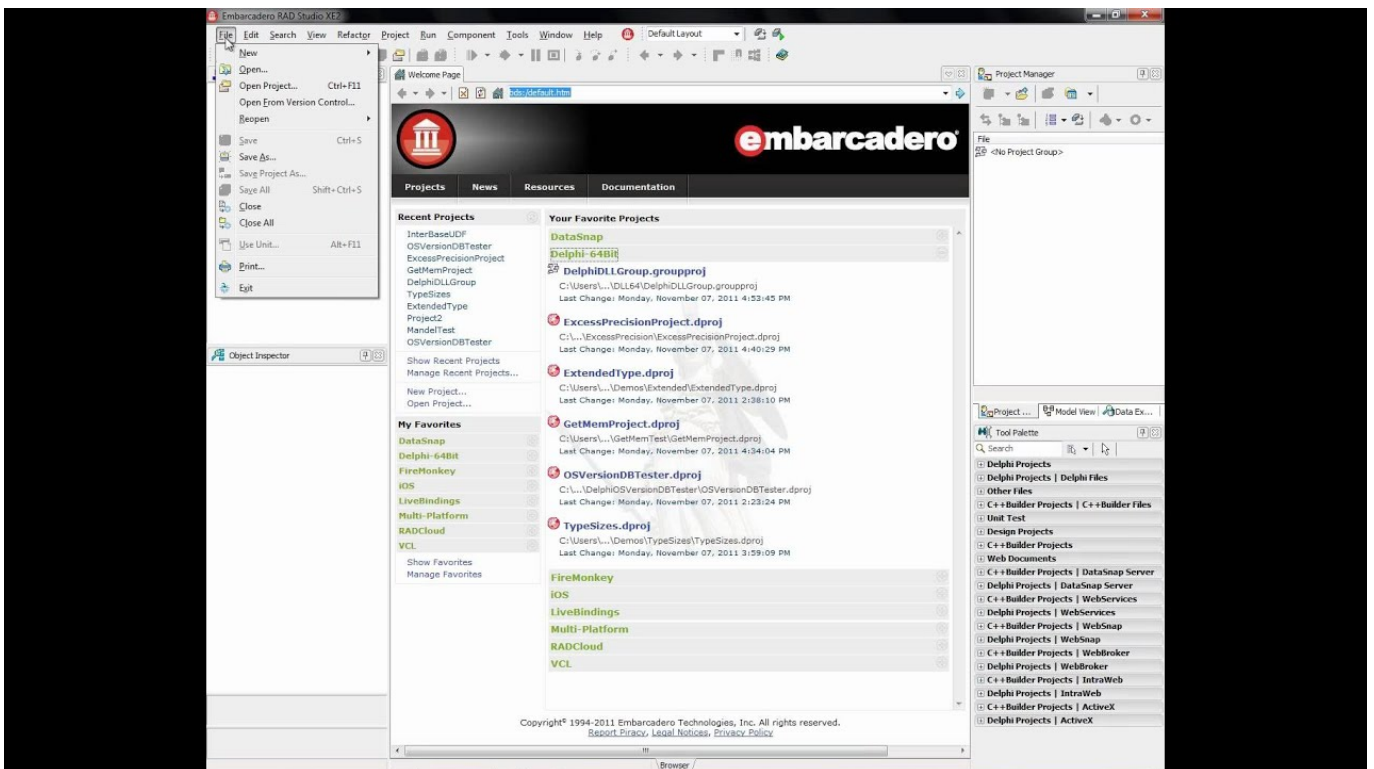 Embarcadero RAD Studio XE2
File Edit Search View Refactor Project Run Component Tools Window Help Default Layout
New
Open...
Open Project... Ctrl+F11
Open From Version Control...
Reopen
Save Ctrl+S
Save As...
Save Project As...
Save All Shift+Ctrl+S
Close
Close All
Use Unit... Alt+F11
Print...
Exit
Object Inspector
Welcome Page
bds:/default.htm
embarcadero
Projects News Resources Documentation
Recent Projects
InterBaseUDF
OSVersionDBTester
ExcessPrecisionProject
GetMemProject
DelphiDLLGroup
TypeSizes
ExtendedType
Project2
MandelTest
OSVersionDBTester
Show Recent Projects
Manage Recent Projects...
New Project...
Open Project...
My Favorites
DataSnap
Delphi-64Bit
FireMonkey
iOS
LiveBindings
Multi-Platform
RADCloud
VCL
Show Favorites
Manage Favorites
Your Favorite Projects
DataSnap
Delphi-64Bit
DelphiDLLGroup.groupproj
C:\Users\...\DLL64\DelphiDLLGroup.groupproj
Last Change: Monday, November 07, 2011 4:53:45 PM
ExcessPrecisionProject.dproj
C:\...\ExcessPrecision\ExcessPrecisionProject.dproj
Last Change: Monday, November 07, 2011 4:40:29 PM
ExtendedType.dproj
C:\Users\...\Demos\Extended\ExtendedType.dproj
Last Change: Monday, November 07, 2011 2:38:10 PM
GetMemProject.dproj
C:\Users\...\GetMemTest\GetMemProject.dproj
Last Change: Monday, November 07, 2011 4:34:04 PM
OSVersionDBTester.dproj
C:\...\DelphiOSVersionDBTester\OSVersionDBTester.dproj
Last Change: Monday, November 07, 2011 2:23:24 PM
TypeSizes.dproj
C:\Users\...\Demos\TypeSizes\TypeSizes.dproj
Last Change: Monday, November 07, 2011 3:59:09 PM
FireMonkey
iOS
LiveBindings
Multi-Platform
RADCloud
VCL
Copyright® 1994-2011 Embarcadero Technologies, Inc. All rights reserved.
Report Piracy, Legal Notices, Privacy Policy
Browser
Project Manager
File
<No Project Group>
Project ... Model View Data Ex...
Tool Palette
Search
Delphi Projects
Delphi Projects | Delphi Files
Other Files
C++Builder Projects | C++Builder Files
Unit Test
Design Projects
C++Builder Projects
Web Documents
C++Builder Projects | DataSnap Server
Delphi Projects | DataSnap Server
C++Builder Projects | WebServices
Delphi Projects | WebServices
C++Builder Projects | WebSnap
Delphi Projects | WebSnap
C++Builder Projects | WebBroker
Delphi Projects | WebBroker
C++Builder Projects | IntraWeb
Delphi Projects | IntraWeb
C++Builder Projects | ActiveX
Delphi Projects | ActiveX